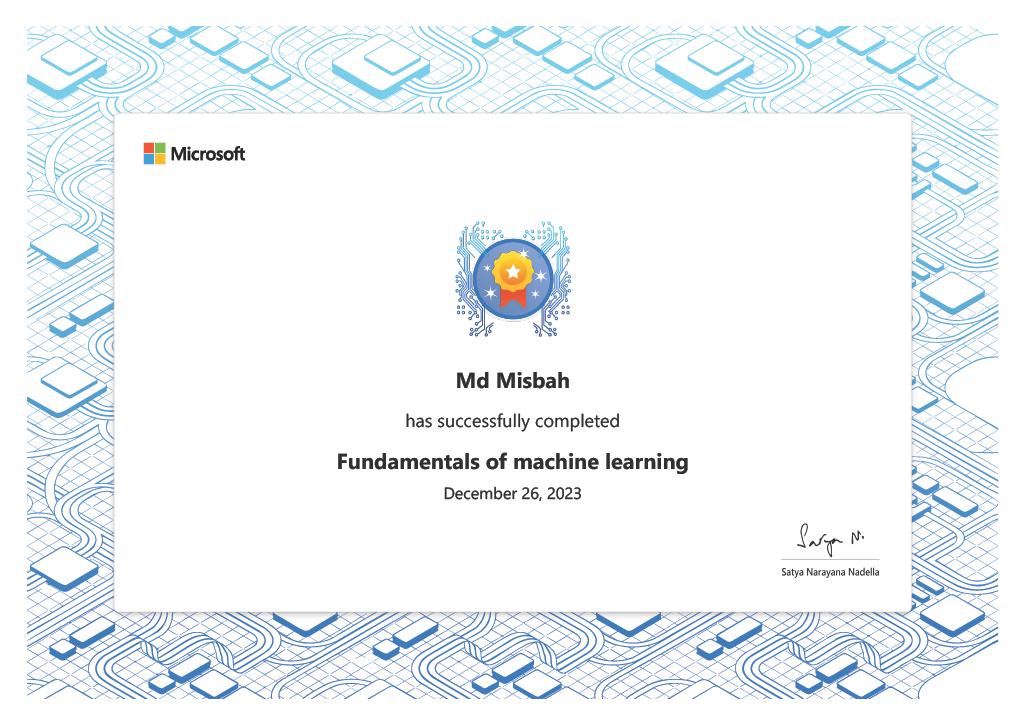 Microsoft
Md Misbah
has successfully completed
Fundamentals of machine learning
December 26, 2023
Satya N.
Satya Narayana Nadella